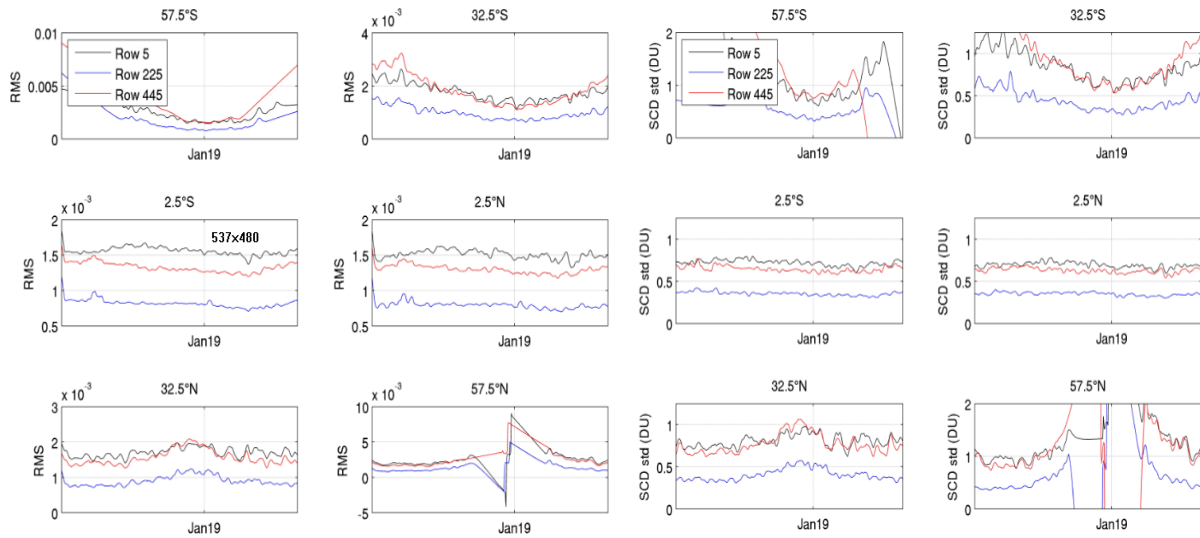 57.5°S
32.5°S
57.5°S
32.5°S
0.01
0.005
0
RMS
Row 5
Row 225
Row 445
Jan19
x 10⁻³
4
2
0
RMS
Jan19
2
1
0
SCD std (DU)
Row 5
Row 225
Row 445
Jan19
1
0.5
0
SCD std (DU)
Jan19
2.5°S
2.5°N
2.5°S
2.5°N
x 10⁻³
2
1.5
1
0.5
RMS
537x480
Jan19
x 10⁻³
2
1.5
1
0.5
RMS
Jan19
1
0.5
0
SCD std (DU)
Jan19
1
0.5
0
SCD std (DU)
Jan19
32.5°N
57.5°N
32.5°N
57.5°N
x 10⁻³
3
2
1
0
RMS
Jan19
x 10⁻³
10
5
0
-5
RMS
Jan19
1
0.5
0
SCD std (DU)
Jan19
2
1
0
SCD std (DU)
Jan19